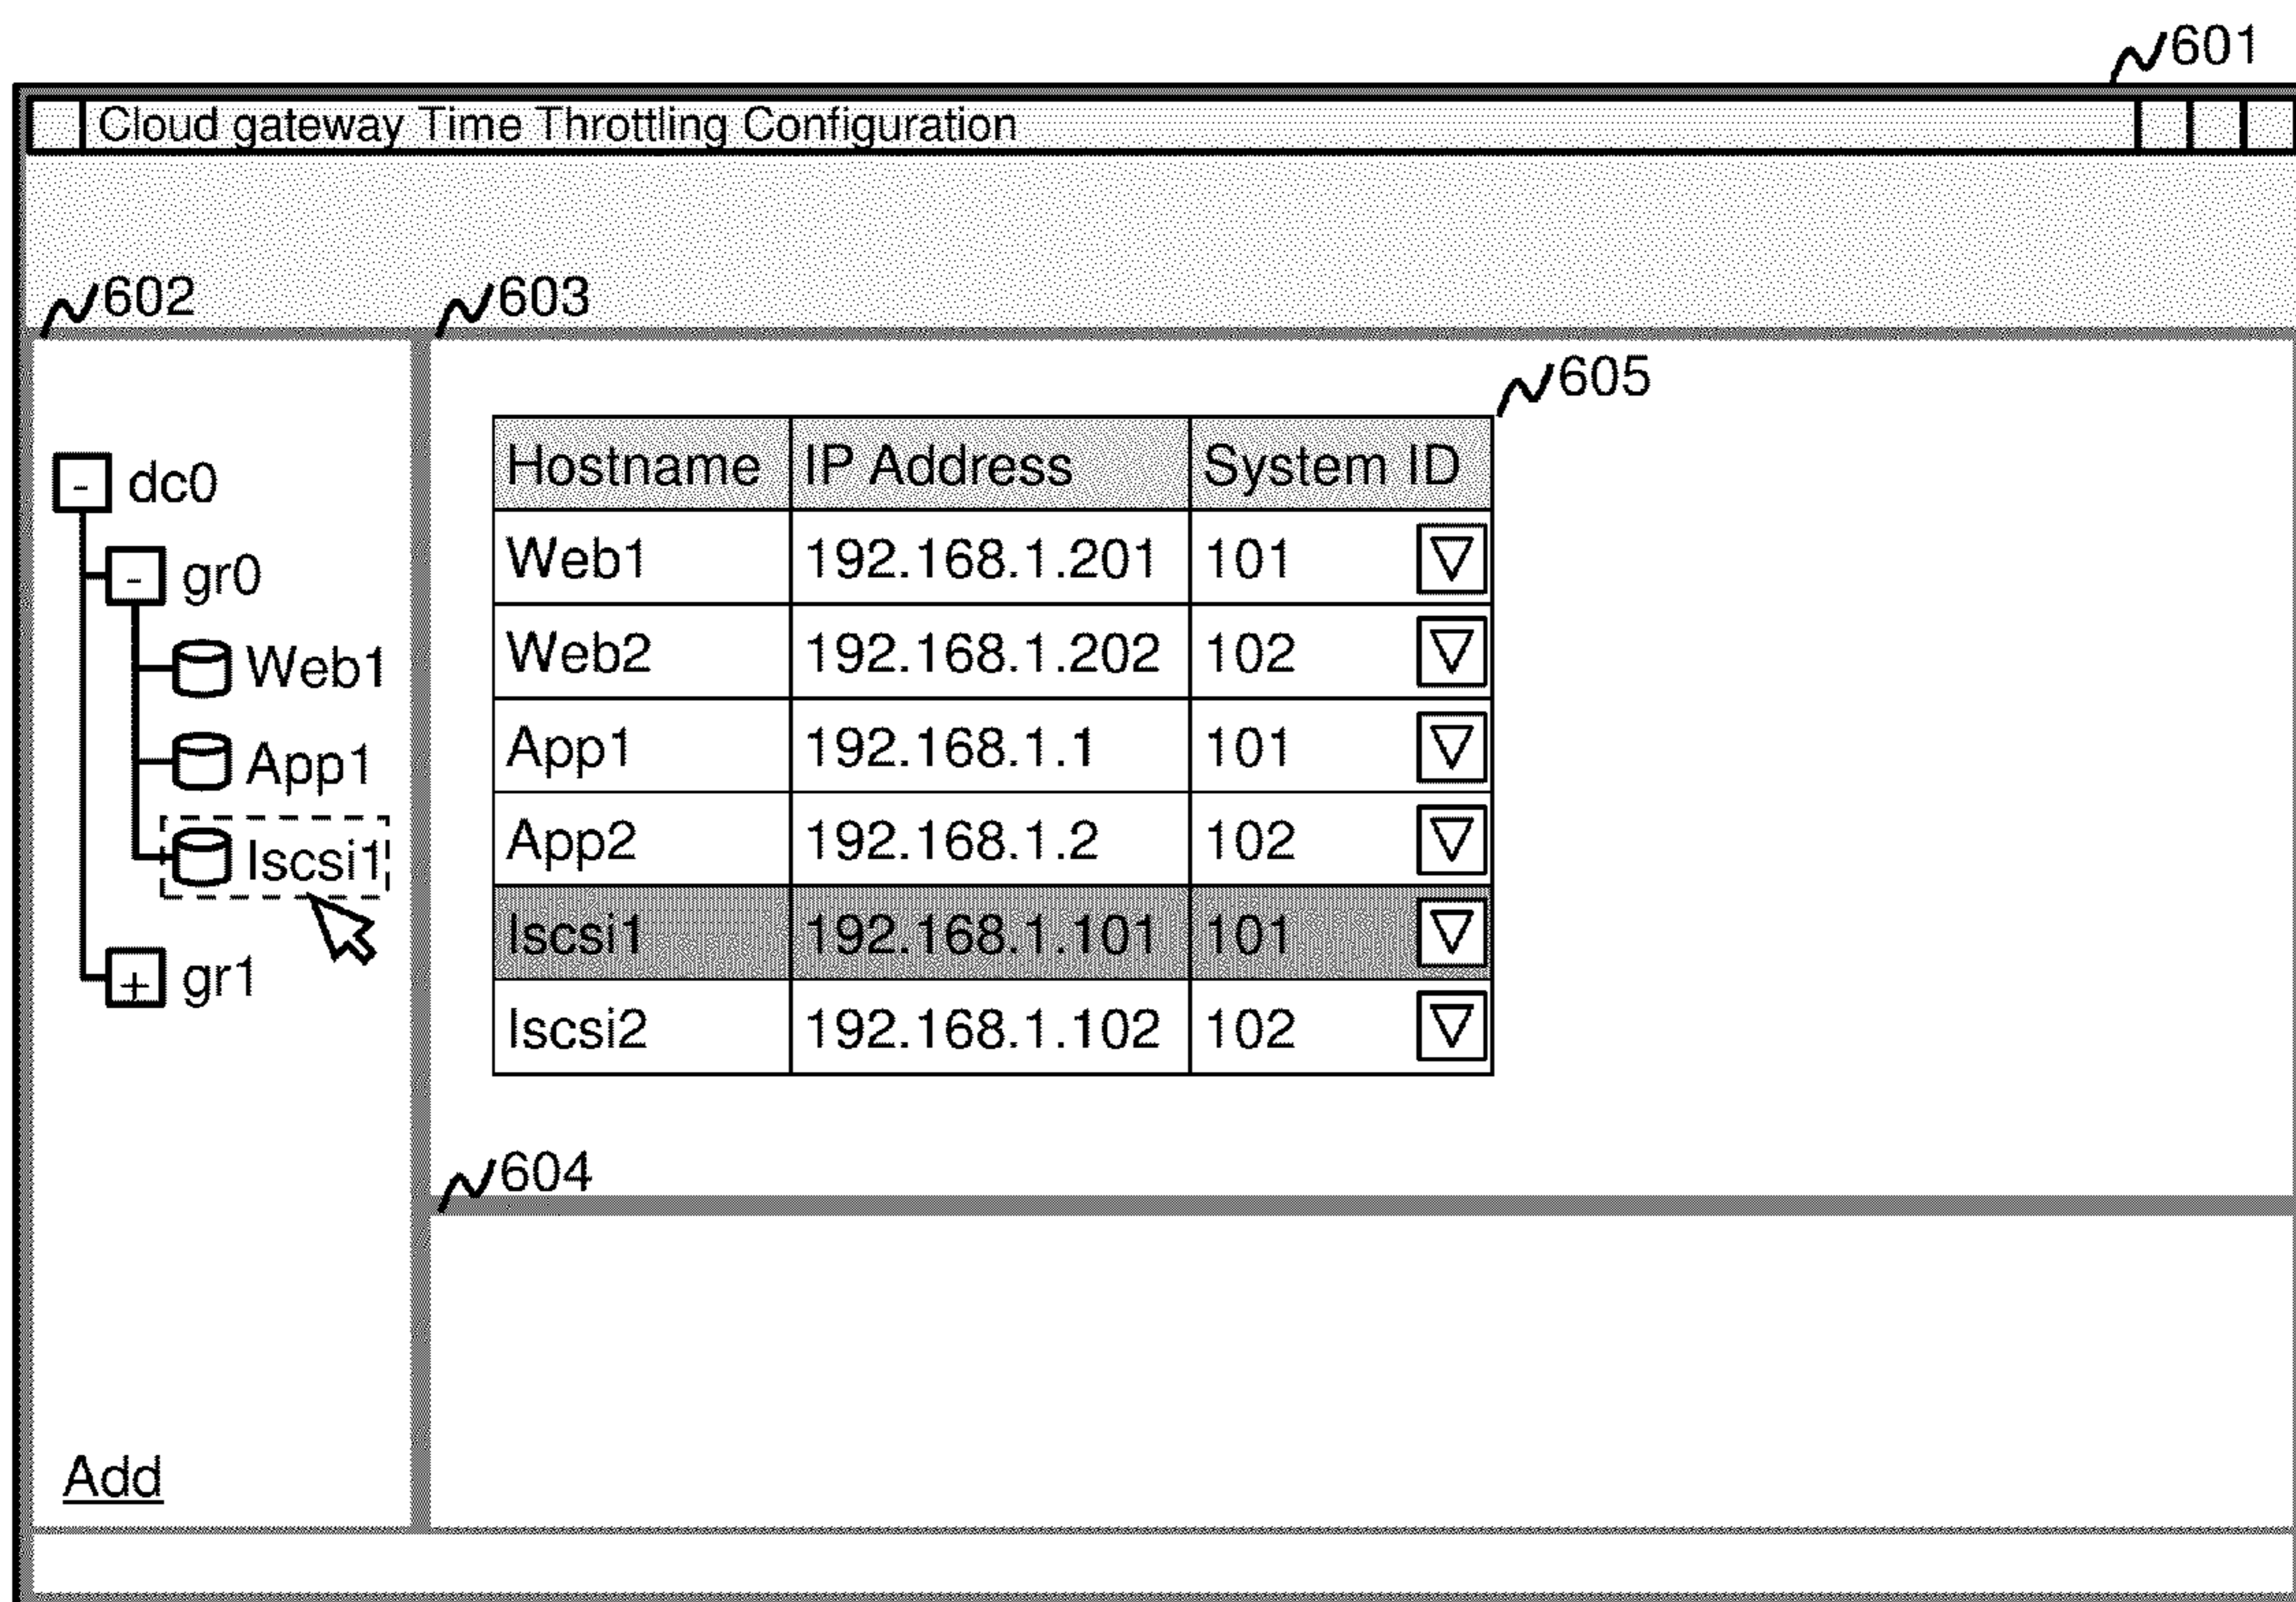 601
Cloud gateway Time Throttling Configuration
602
603
605
dc0
gr0
Web1
App1
Iscsi1
gr1
Add
Hostname IP Address System ID
Web1 192.168.1.201 101
Web2 192.168.1.202 102
App1 192.168.1.1 101
App2 192.168.1.2 102
Iscsi1 192.168.1.101 101
Iscsi2 192.168.1.102 102
604